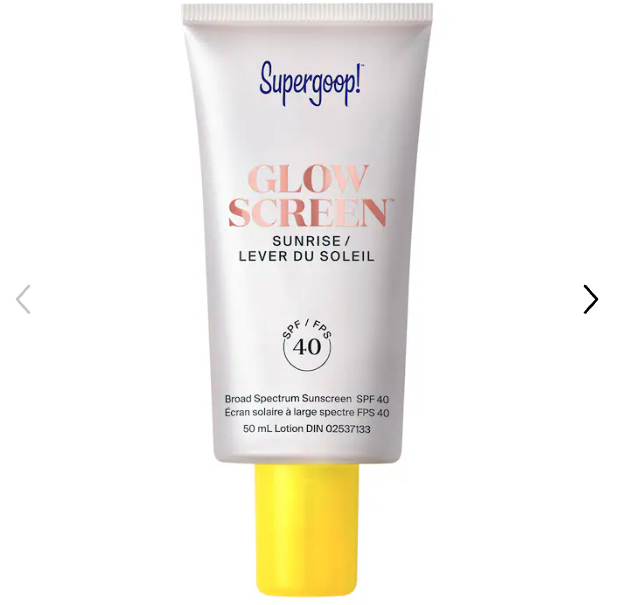 Supergoop!™
GLOW
SCREEN™
SUNRISE /
LEVER DU SOLEIL
SPF / FPS
40
Broad Spectrum Sunscreen SPF 40
Écran solaire à large spectre FPS 40
50 mL Lotion DIN 02537133